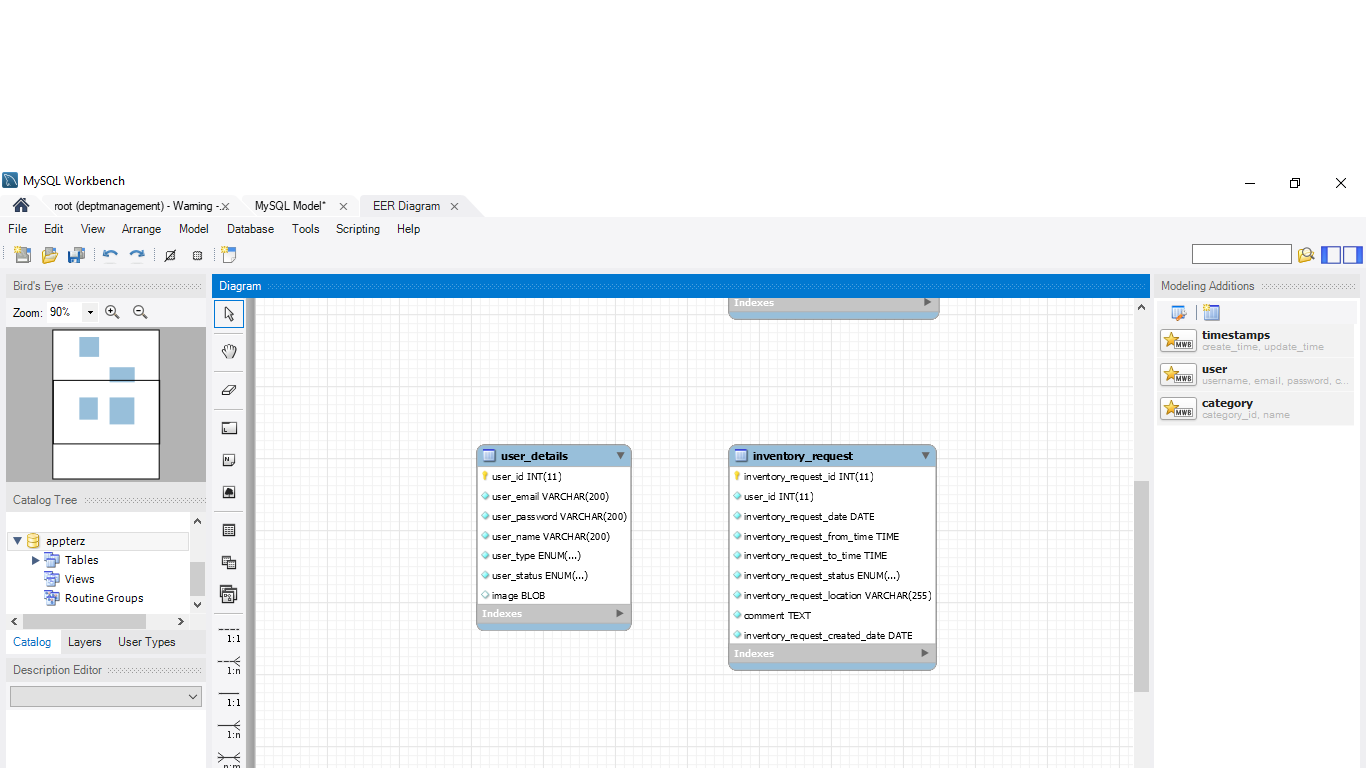 MySQL Workbench
root (deptmanagement) - Warning -... MySQL Model* EER Diagram
File Edit View Arrange Model Database Tools Scripting Help
Bird's Eye
Diagram
Modeling Additions
Zoom: 90%
Indexes
timestamps
create_time, update_time
user
username, email, password, c...
category
category_id, name
user_details
user_id INT(11)
user_email VARCHAR(200)
user_password VARCHAR(200)
user_name VARCHAR(200)
user_type ENUM(...)
user_status ENUM(...)
image BLOB
Indexes
inventory_request
inventory_request_id INT(11)
user_id INT(11)
inventory_request_date DATE
inventory_request_from_time TIME
inventory_request_to_time TIME
inventory_request_status ENUM(...)
inventory_request_location VARCHAR(255)
comment TEXT
inventory_request_created_date DATE
Indexes
Catalog Tree
appterz
Tables
Views
Routine Groups
Catalog Layers User Types
Description Editor
1:1
1:n
1:1
1:n
n:m
MWB
MWB
MWB